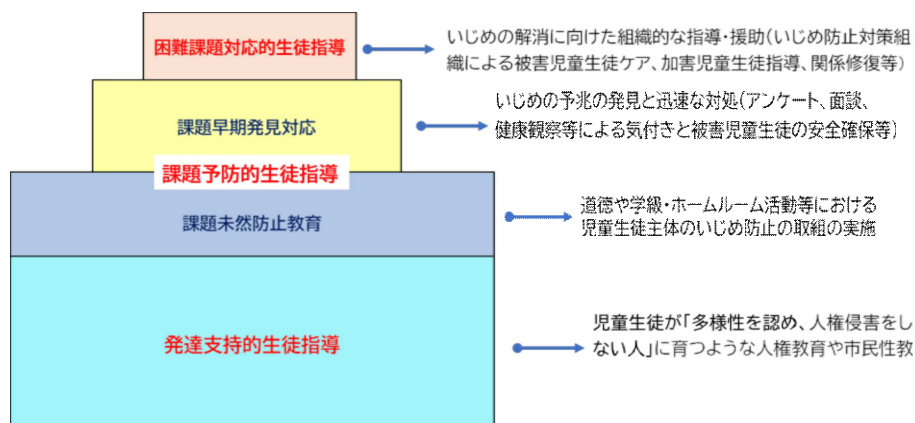 困難課題対応的生徒指導
いじめの解消に向けた組織的な指導・援助(いじめ防止対策組
織による被害児童生徒ケア、加害児童生徒指導、関係修復等)
課題早期発見対応
いじめの予兆の発見と迅速な対処(アンケート、面談、
健康観察等による気付きと被害児童生徒の安全確保等)
課題予防的生徒指導
課題未然防止教育
道徳や学級・ホームルーム活動等における
児童生徒主体のいじめ防止の取組の実施
発達支持的生徒指導
児童生徒が「多様性を認め、人権侵害をし
ない人」に育つような人権教育や市民性教